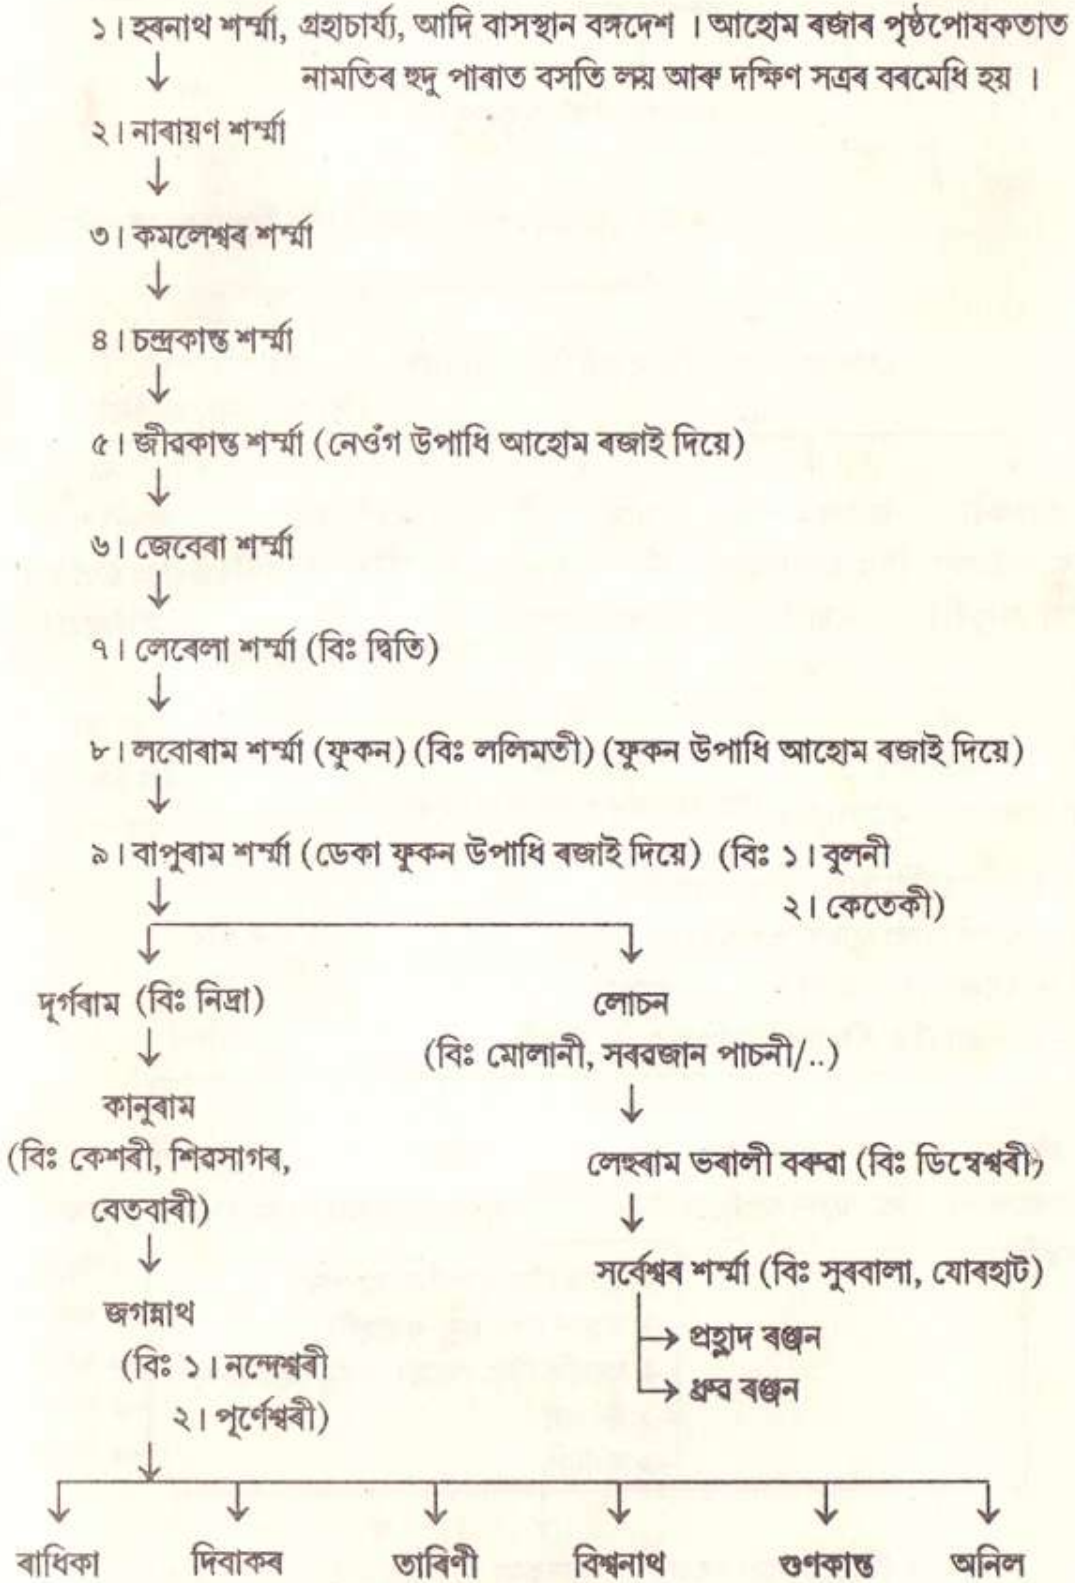 ১। হৰনাথ শৰ্ম্মা, গ্ৰহাচাৰ্য্য, আদি বাসস্থান বঙ্গদেশ । আহোম ৰজাৰ পৃষ্ঠপোষকতাত
নামতিৰ হুদু পাৰাত বসতি লয় আৰু দক্ষিণ সত্ৰৰ বৰমেধি হয় ।
২। নাৰায়ণ শৰ্ম্মা
৩। কমলেশ্বৰ শৰ্ম্মা
৪। চন্দ্ৰকান্ত শৰ্ম্মা
৫। জীৱকান্ত শৰ্ম্মা (নেওঁগ উপাধি আহোম ৰজাই দিয়ে)
৬। জেবেৰা শৰ্ম্মা
৭। লেৰেলা শৰ্ম্মা (বিঃ দ্বিতি)
৮। লবোৰাম শৰ্ম্মা (ফুকন) (বিঃ ললিমতী) (ফুকন উপাধি আহোম ৰজাই দিয়ে)
৯। বাপুৰাম শৰ্ম্মা (ডেকা ফুকন উপাধি ৰজাই দিয়ে) (বিঃ ১। বুলনী
২। কেতেকী)
দূৰ্গৰাম (বিঃ নিদ্ৰা) লোচন
(বিঃ মোলানী, সৰৱজান পাচনী/..)
কানুৰাম
(বিঃ কেশৰী, শিৱসাগৰ, লেহুৰাম ভৰালী বৰুৱা (বিঃ ডিম্বেশ্বৰী)
বেতবাৰী)
সৰ্বেশ্বৰ শৰ্ম্মা (বিঃ সুৰবালা, যোৰহাট)
জগন্নাথ প্ৰহ্লাদ ৰঞ্জন
(বিঃ ১। নন্দেশ্বৰী ধ্ৰুৱ ৰঞ্জন
২। পূৰ্ণেশ্বৰী)
ৰাধিকা দিবাকৰ তাৰিণী বিশ্বনাথ গুণকান্ত অনিল